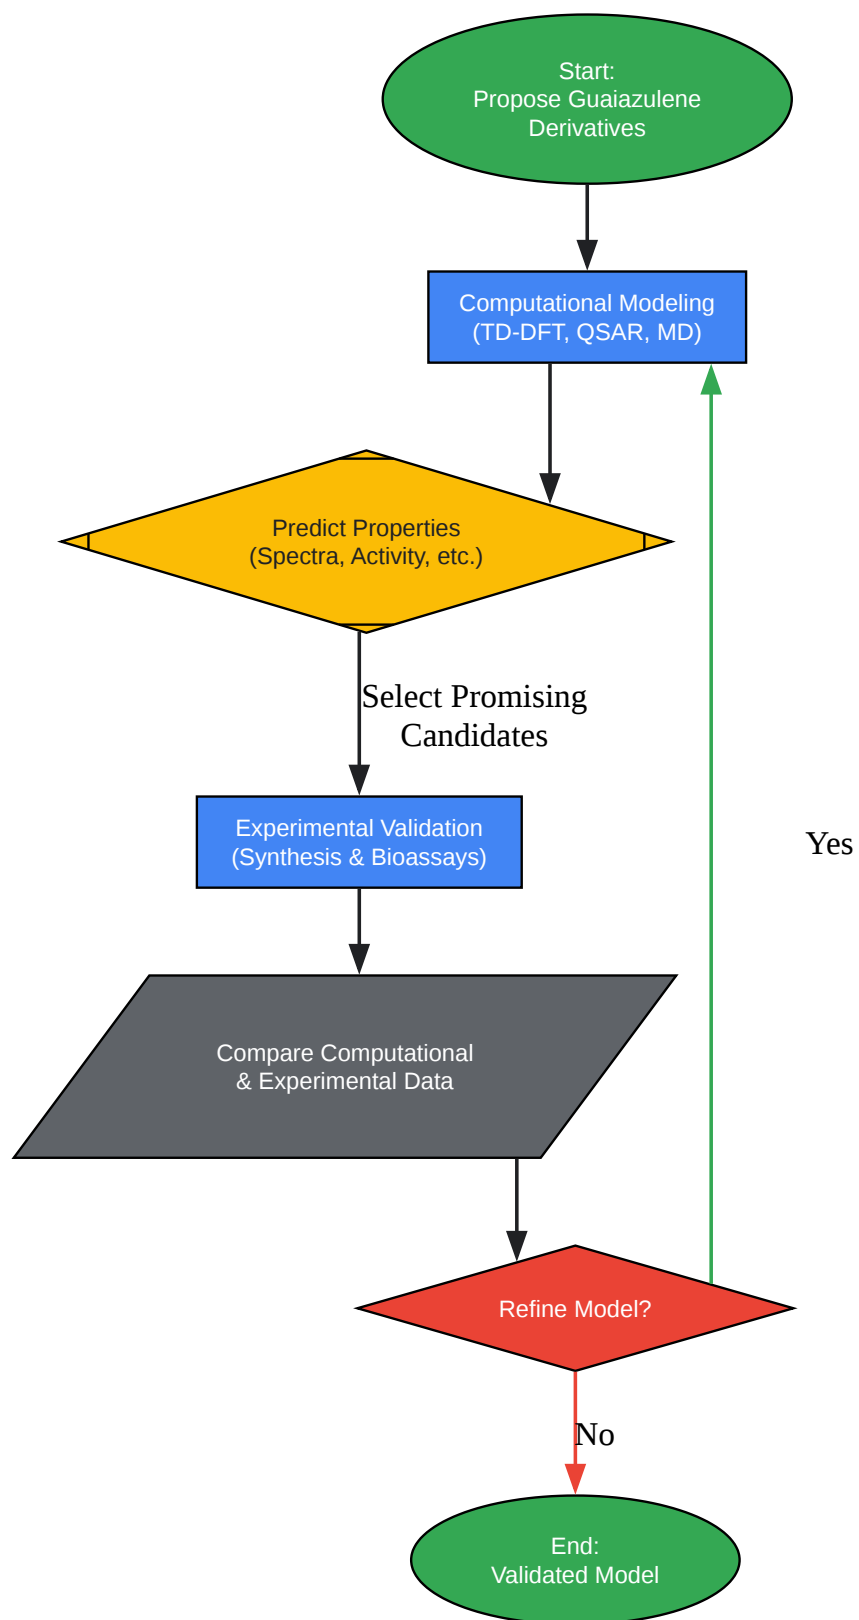 Start:
Propose Guaiazulene
Derivatives
Computational Modeling
(TD-DFT, QSAR, MD)
Predict Properties
(Spectra, Activity, etc.)
Select Promising
Candidates
Experimental Validation
(Synthesis & Bioassays)
Yes
Compare Computational
& Experimental Data
Refine Model?
No
End:
Validated Model